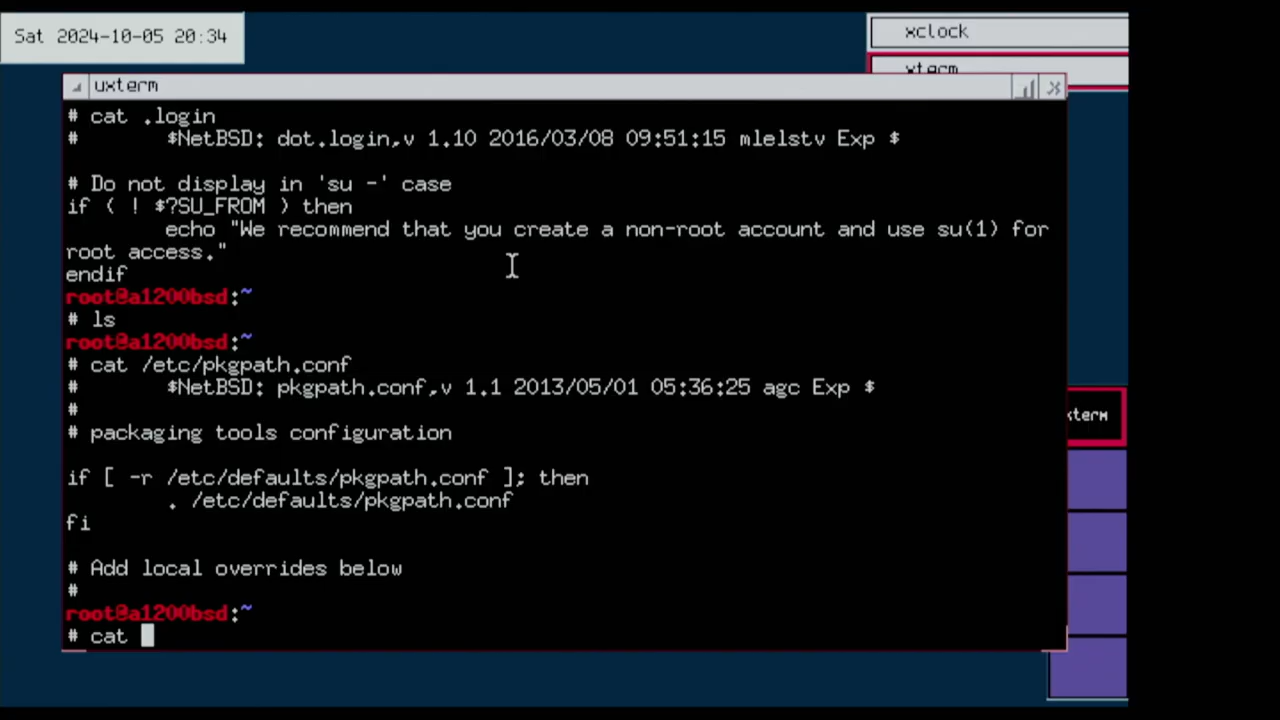 Sat 2024-10-05 20:34
xclock
xterm
uxterm
# cat .login
#       $NetBSD: dot.login,v 1.10 2016/03/08 09:51:15 mlelstv Exp $
# Do not display in 'su -' case
if ( ! $?SU_FROM ) then
        echo "We recommend that you create a non-root account and use su(1) for
root access."
endif
root@a1200bsd:~
# ls
root@a1200bsd:~
# cat /etc/pkgpath.conf
#       $NetBSD: pkgpath.conf,v 1.1 2013/05/01 05:36:25 agc Exp $
#
# packaging tools configuration
if [ -r /etc/defaults/pkgpath.conf ]; then
        . /etc/defaults/pkgpath.conf
fi
# Add local overrides below
#
root@a1200bsd:~
# cat
xterm